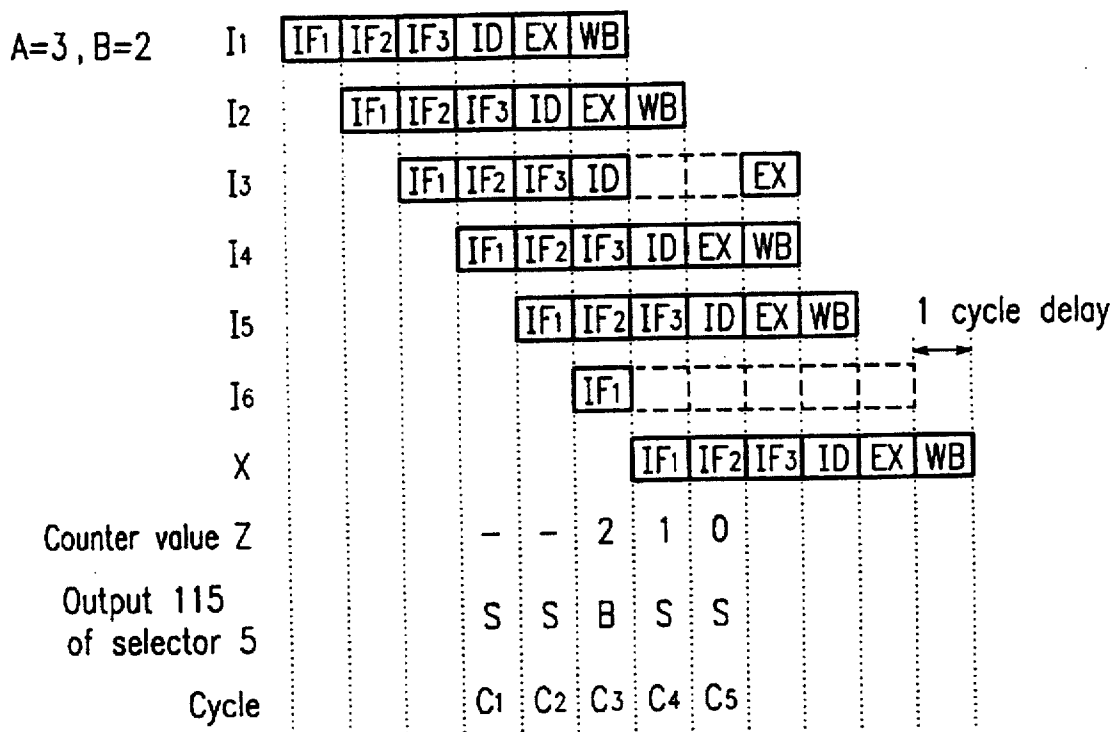 A=3, B=2
I1 IF1 IF2 IF3 ID EX WB
I2 IF1 IF2 IF3 ID EX WB
I3 IF1 IF2 IF3 ID EX
I4 IF1 IF2 IF3 ID EX WB
I5 IF1 IF2 IF3 ID EX WB
1 cycle delay
I6 IF1
X IF1 IF2 IF3 ID EX WB
Counter value Z – – 2 1 0
Output 115
of selector 5 S S B S S
Cycle C1 C2 C3 C4 C5